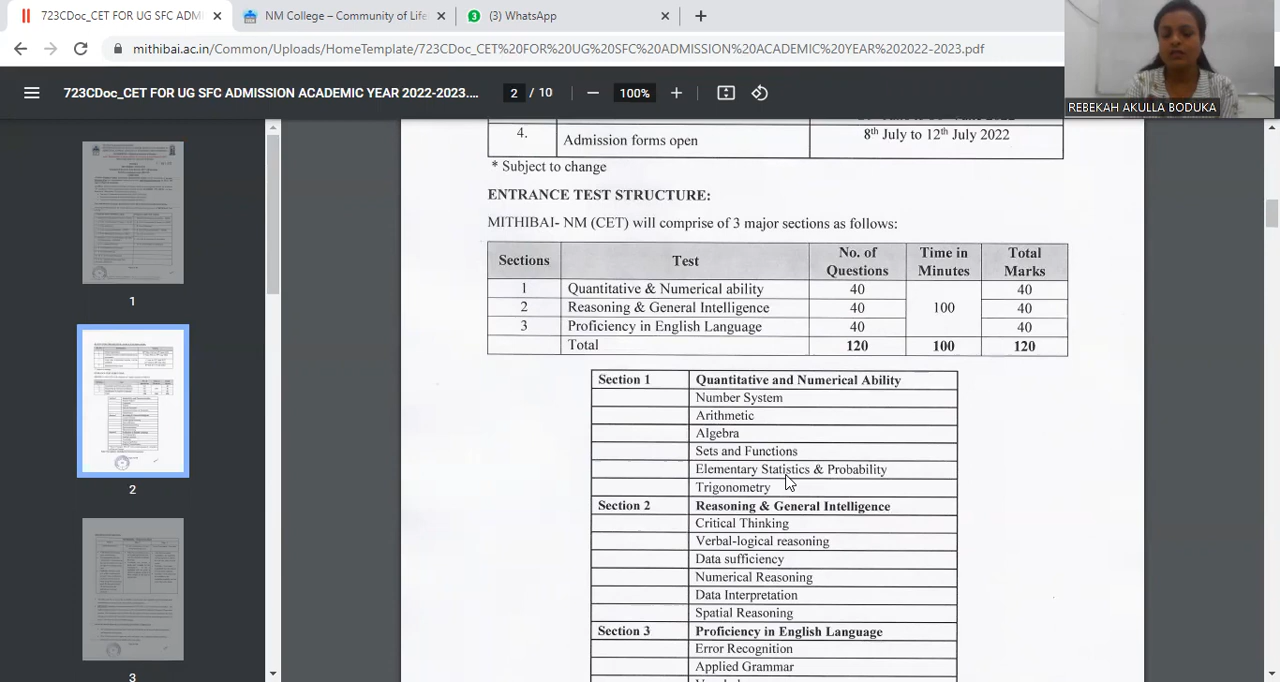 723CDoc_CET FOR UG SFC ADMI
NM College – Community of Life
(3) WhatsApp
mithibai.ac.in/Common/Uploads/HomeTemplate/723CDoc_CET%20FOR%20UG%20SFC%20ADMISSION%20ACADEMIC%20YEAR%202022-2023.pdf
REBEKAH AKULLA BODUKA
723CDoc_CET FOR UG SFC ADMISSION ACADEMIC YEAR 2022-2023....
2 / 10
100%
1
2
3
4. Admission forms open 8th July to 12th July 2022
* Subject to change
ENTRANCE TEST STRUCTURE:
(CET) will comprise of 3 major sections as follows:
Sections Test No. of Questions Time in Minutes Total Marks
1 Quantitative & Numerical ability 40 40
2 Reasoning & General Intelligence 40 100 40
3 Proficiency in English Language 40 40
Total 120 100 120
Section 1 Quantitative and Numerical Ability
Number System
Arithmetic
Algebra
Sets and Functions
Elementary Statistics & Probability
Trigonometry
Section 2 Reasoning & General Intelligence
Critical Thinking
Verbal-logical reasoning
Data sufficiency
Numerical Reasoning
Data Interpretation
Spatial Reasoning
Section 3 Proficiency in English Language
Error Recognition
Applied Grammar